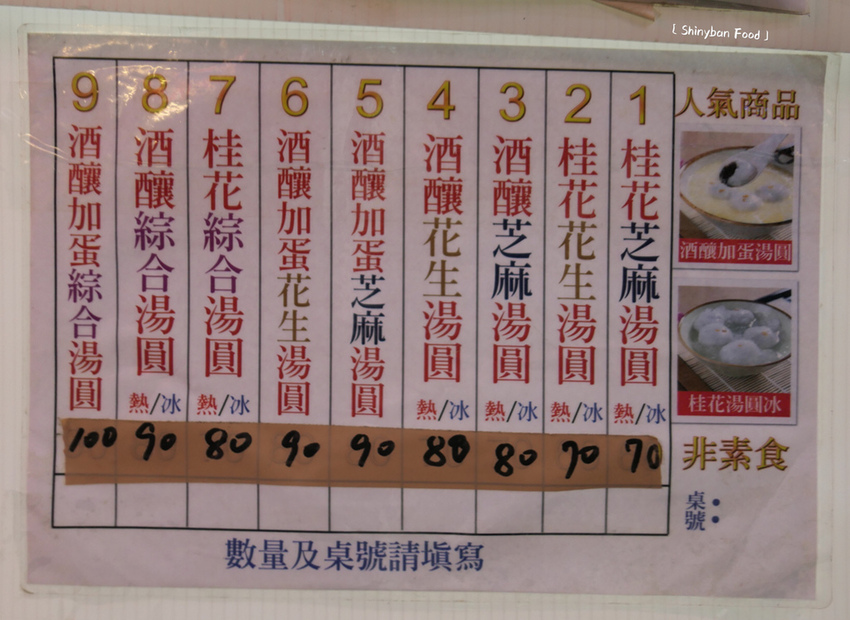 [ Shinyban Food ]
人氣商品
酒釀加蛋湯圓
桂花湯圓冰
非素食
桌號：
1
桂花芝麻湯圓
熱/冰
70
2
桂花花生湯圓
熱/冰
70
3
酒釀芝麻湯圓
熱/冰
80
4
酒釀花生湯圓
熱/冰
80
5
酒釀加蛋芝麻湯圓
90
6
酒釀加蛋花生湯圓
90
7
桂花綜合湯圓
熱/冰
80
8
酒釀綜合湯圓
熱/冰
90
9
酒釀加蛋綜合湯圓
100
數量及桌號請填寫